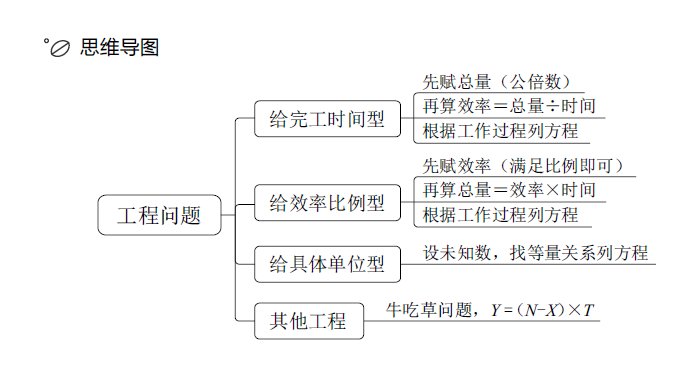 思维导图
工程问题
给完工时间型
先赋总量（公倍数）
再算效率＝总量÷时间
根据工作过程列方程
给效率比例型
先赋效率（满足比例即可）
再算总量＝效率×时间
根据工作过程列方程
给具体单位型
设未知数，找等量关系列方程
其他工程
牛吃草问题，Y＝(N-X)×T